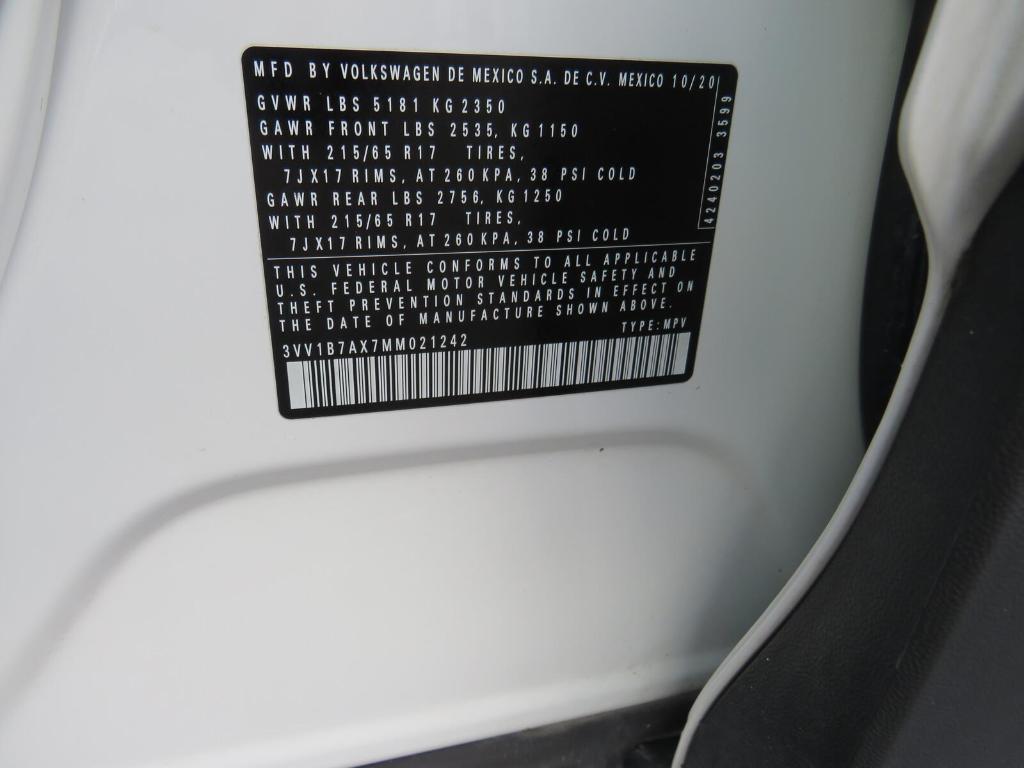 MFD BY VOLKSWAGEN DE MEXICO S.A. DE C.V. MEXICO 10/20
GVWR LBS 5181 KG 2350
GAWR FRONT LBS 2535, KG 1150
WITH 215/65 R17 TIRES,
7JX17 RIMS, AT 260 KPA, 38 PSI COLD
GAWR REAR LBS 2756, KG 1250
WITH 215/65 R17 TIRES,
7JX17 RIMS, AT 260 KPA, 38 PSI COLD
4240203 3599
THIS VEHICLE CONFORMS TO ALL APPLICABLE
U.S. FEDERAL MOTOR VEHICLE SAFETY AND
THEFT PREVENTION STANDARDS IN EFFECT ON
THE DATE OF MANUFACTURE SHOWN ABOVE.
3VV1B7AX7MM021242 TYPE: MPV